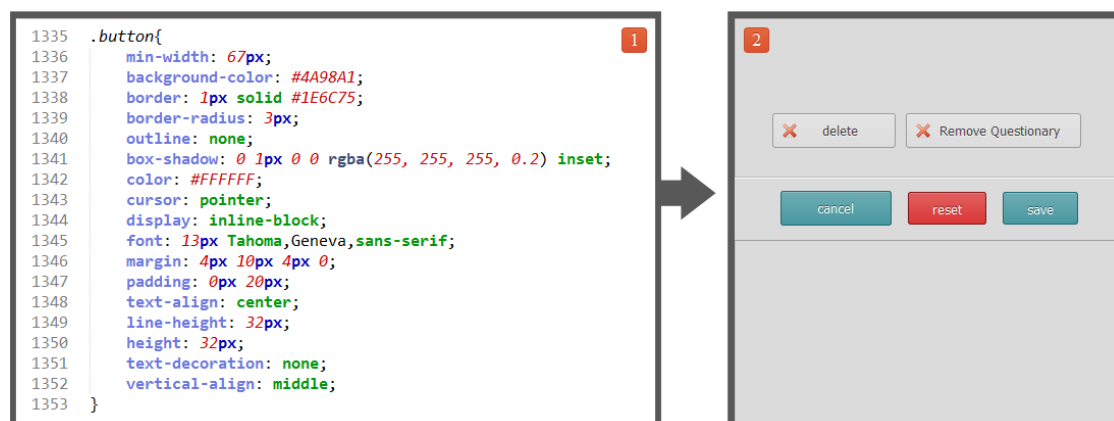 1335 .button{
1
1336 min-width: 67px;
1337 background-color: #4A98A1;
1338 border: 1px solid #1E6C75;
1339 border-radius: 3px;
1340 outline: none;
1341 box-shadow: 0 1px 0 0 rgba(255, 255, 255, 0.2) inset;
1342 color: #FFFFFF;
1343 cursor: pointer;
1344 display: inline-block;
1345 font: 13px Tahoma,Geneva,sans-serif;
1346 margin: 4px 10px 4px 0;
1347 padding: 0px 20px;
1348 text-align: center;
1349 line-height: 32px;
1350 height: 32px;
1351 text-decoration: none;
1352 vertical-align: middle;
1353 }
2
delete Remove Questionary
cancel reset save